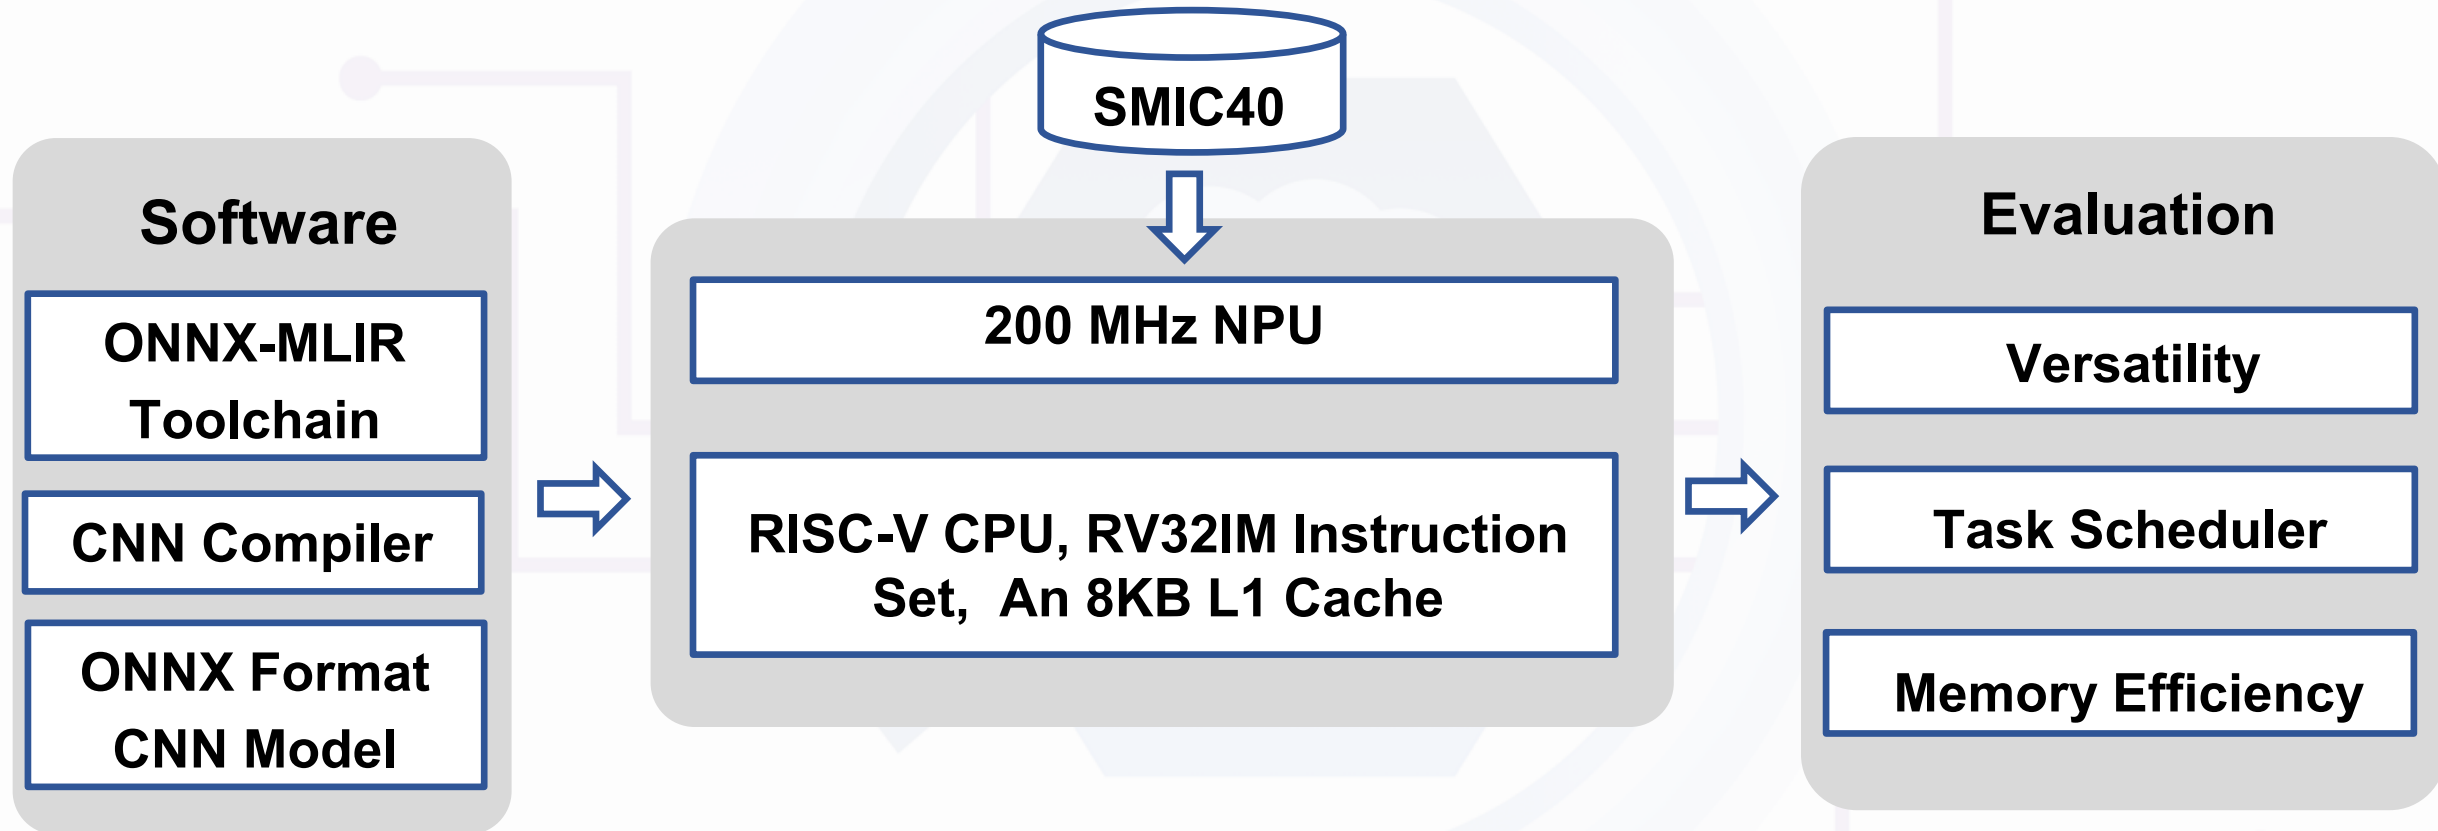 SMIC40
Software
ONNX-MLIR
Toolchain
CNN Compiler
ONNX Format
CNN Model
200 MHz NPU
RISC-V CPU, RV32IM Instruction
Set,  An 8KB L1 Cache
Evaluation
Versatility
Task Scheduler
Memory Efficiency